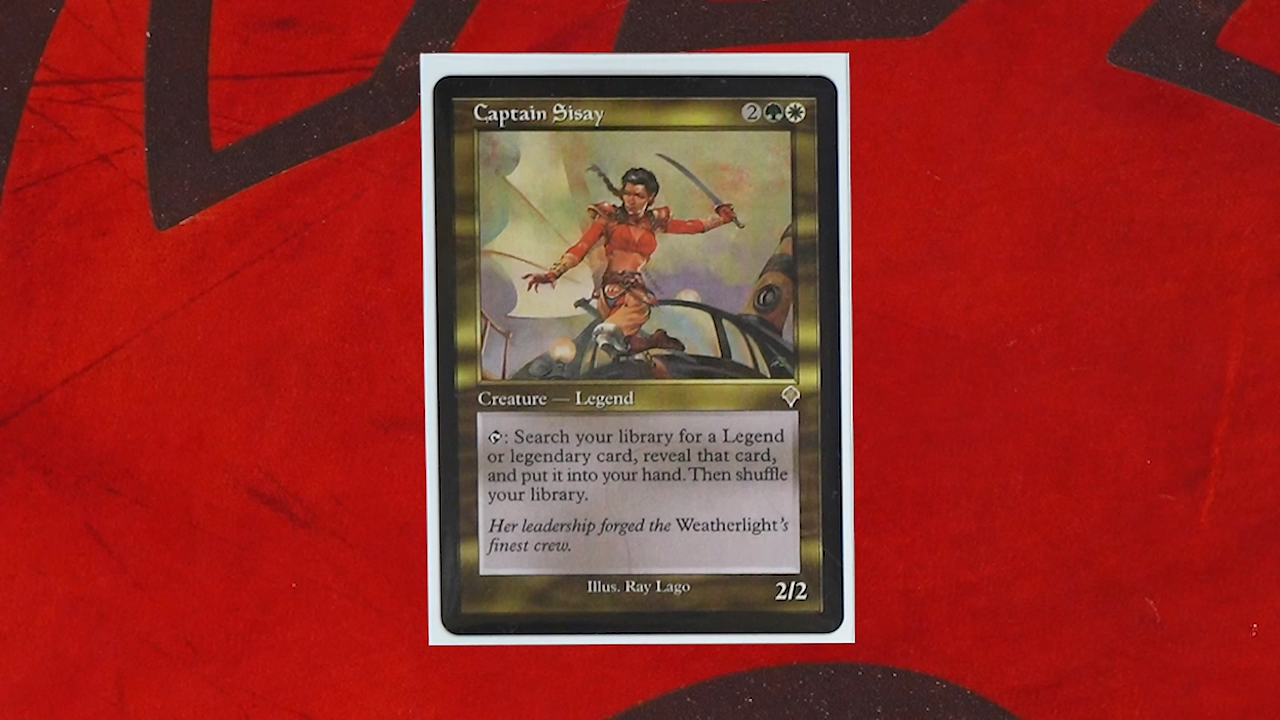 Captain Sisay 2
Creature — Legend
: Search your library for a Legend
or legendary card, reveal that card,
and put it into your hand. Then shuffle
your library.
Her leadership forged the Weatherlight's
finest crew.
Illus. Ray Lago
2/2